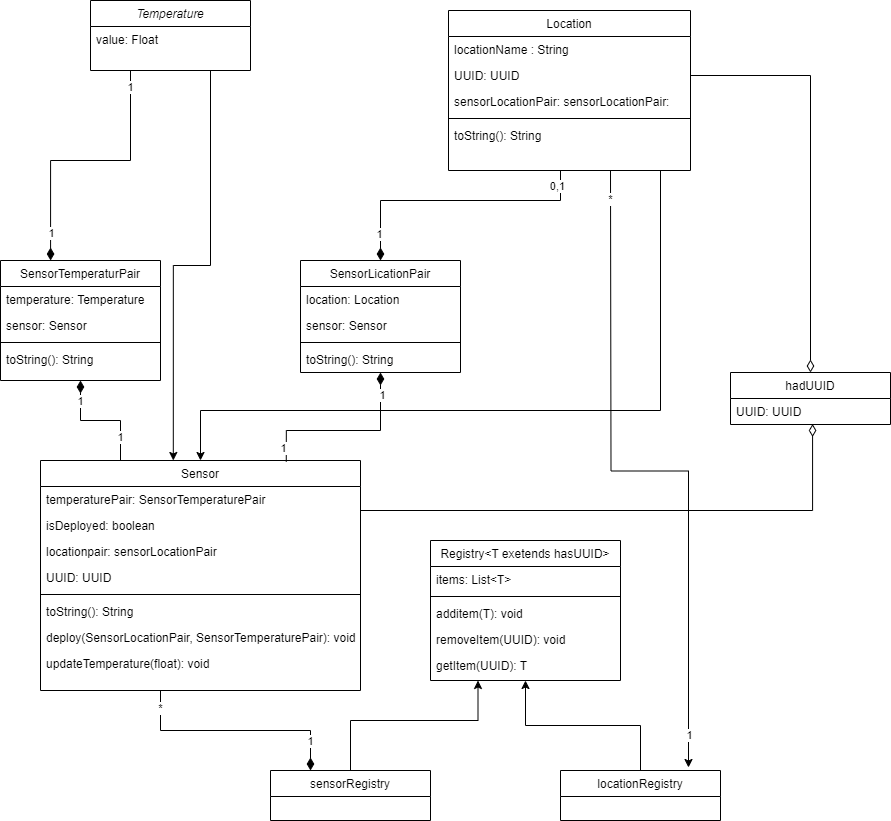 Temperature
value: Float
Location
locationName : String
UUID: UUID
sensorLocationPair: sensorLocationPair:
toString(): String
1
0,1
*
1
1
SensorTemperaturPair
temperature: Temperature
sensor: Sensor
toString(): String
SensorLicationPair
location: Location
sensor: Sensor
toString(): String
hadUUID
UUID: UUID
1
1
1
1
Sensor
temperaturePair: SensorTemperaturePair
isDeployed: boolean
locationpair: sensorLocationPair
UUID: UUID
toString(): String
deploy(SensorLocationPair, SensorTemperaturePair): void
updateTemperature(float): void
Registry<T exetends hasUUID>
items: List<T>
additem(T): void
removeItem(UUID): void
getItem(UUID): T
*
1
1
sensorRegistry
locationRegistry